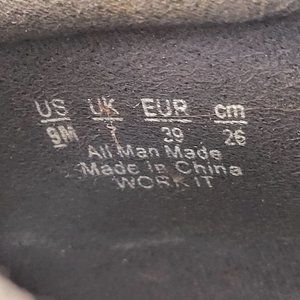 US UK EUR cm
9M 7 39 26
All Man Made
Made In China
WORK IT